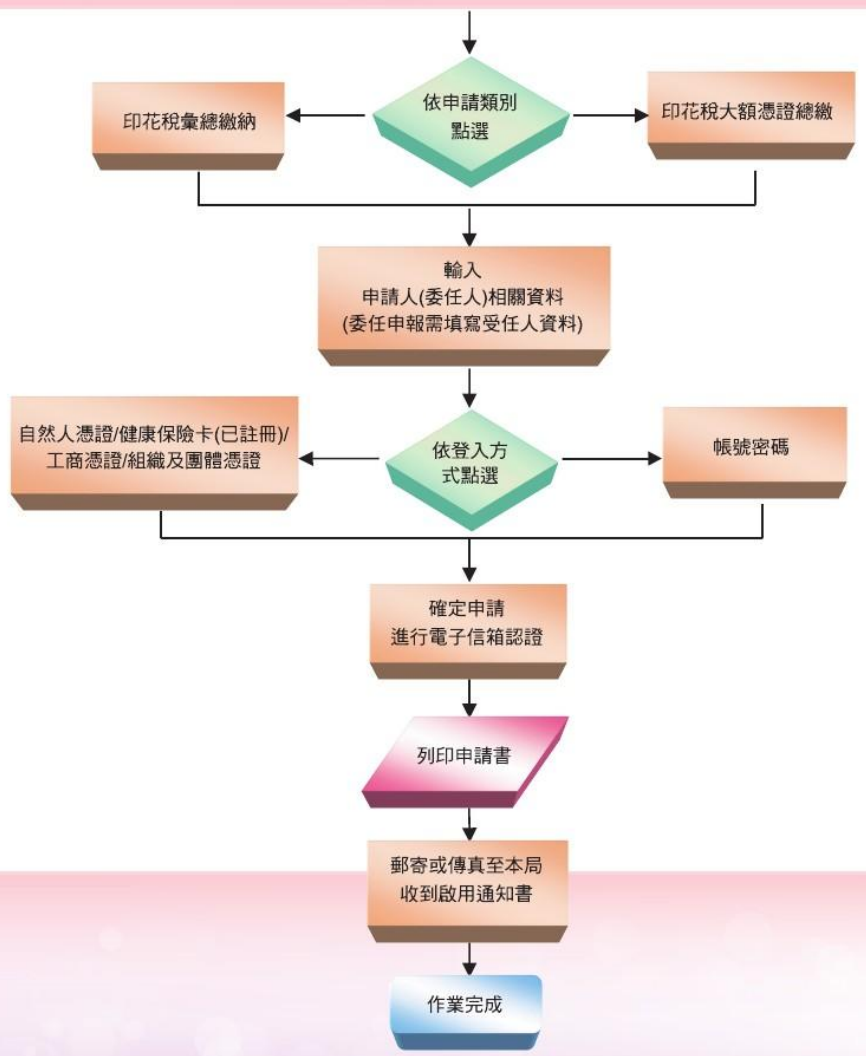 依申請類別
點選
印花稅彙總繳納
印花稅大額憑證總繳
輸入
申請人(委任人)相關資料
(委任申報需填寫受任人資料)
自然人憑證/健康保險卡(已註冊)/
工商憑證/組織及團體憑證
依登入方
式點選
帳號密碼
確定申請
進行電子信箱認證
列印申請書
郵寄或傳真至本局
收到啟用通知書
作業完成